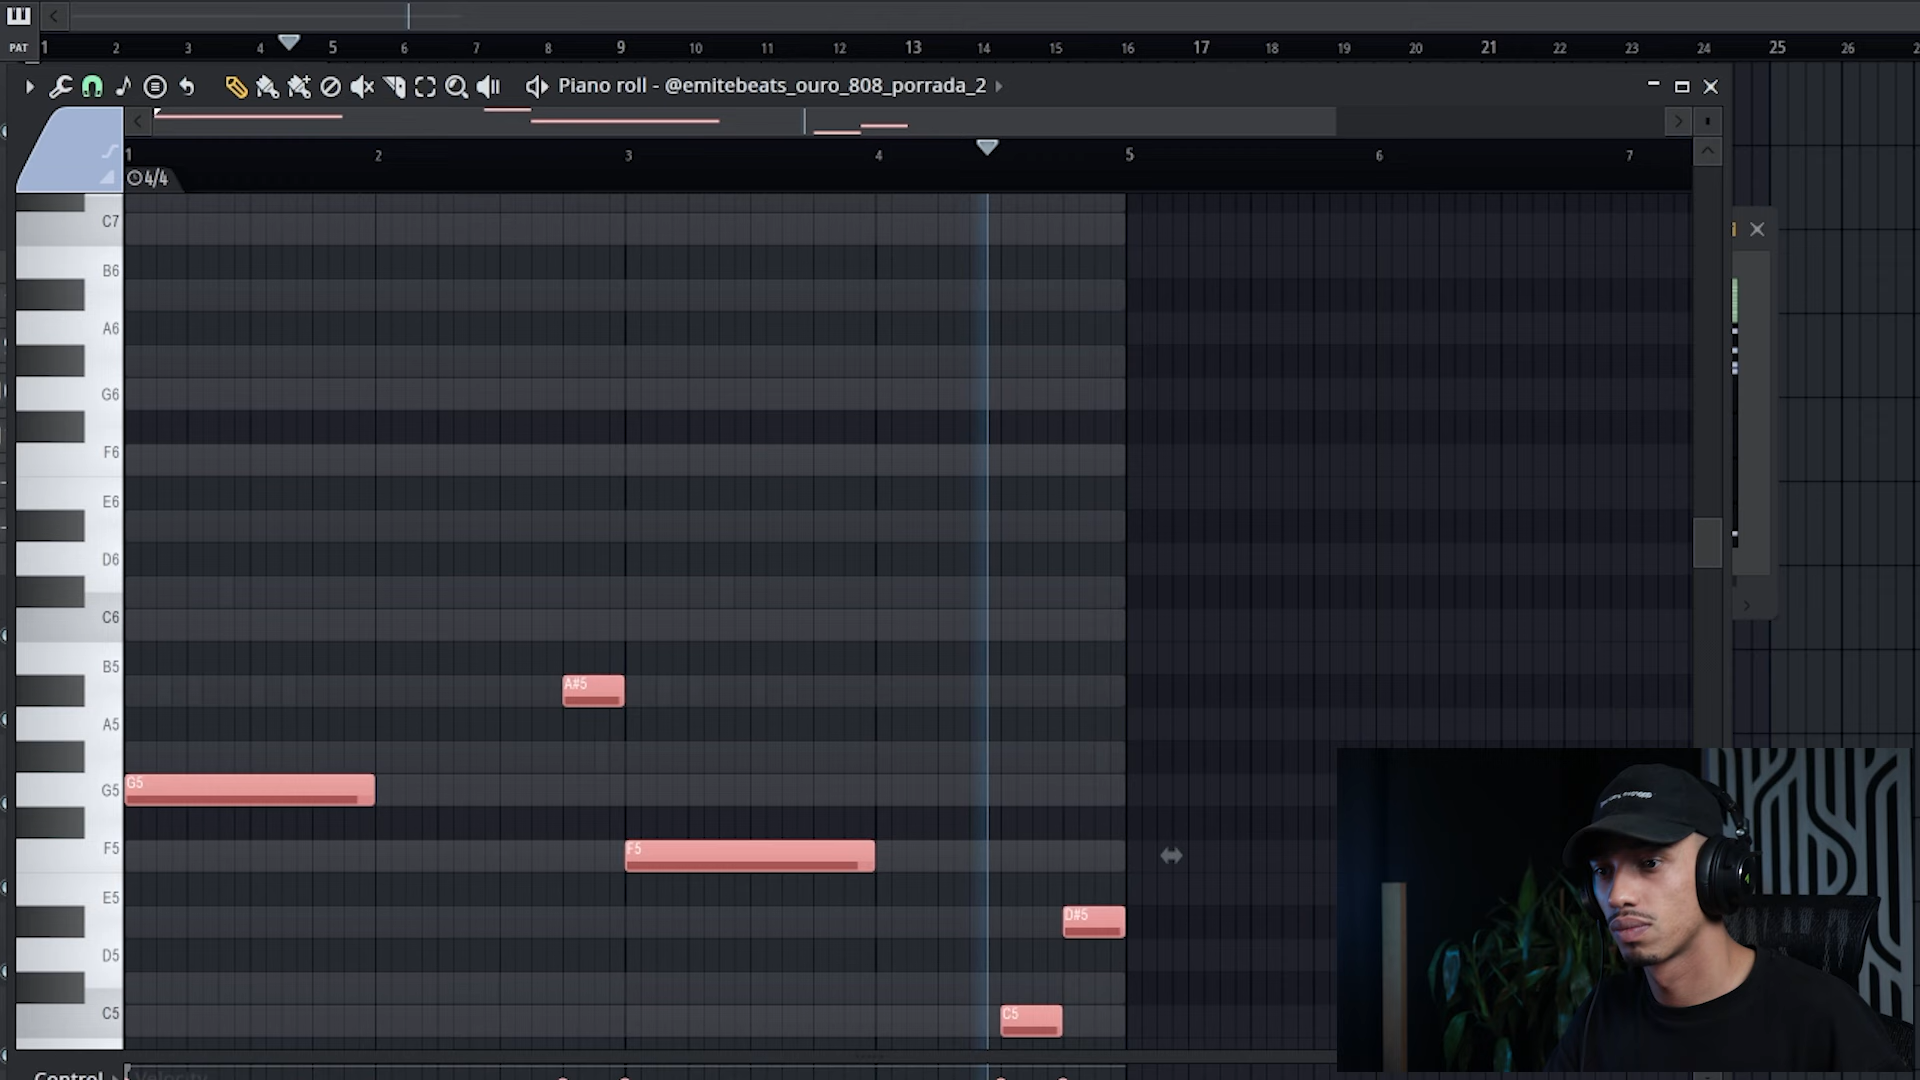 PAT
1 2 3 4 5 6 7 8 9 10 11 12 13 14 15 16 17 18 19 20 21 22 23 24 25 26
Piano roll - @emitebeats_ouro_808_porrada_2
1 2 3 4 5 6 7
4/4
C7
B6
A6
G6
F6
E6
D6
C6
B5
A#5
A5
G5
G5
F5
F5
E5
D#5
D5
C5
C5
Control
Velocity